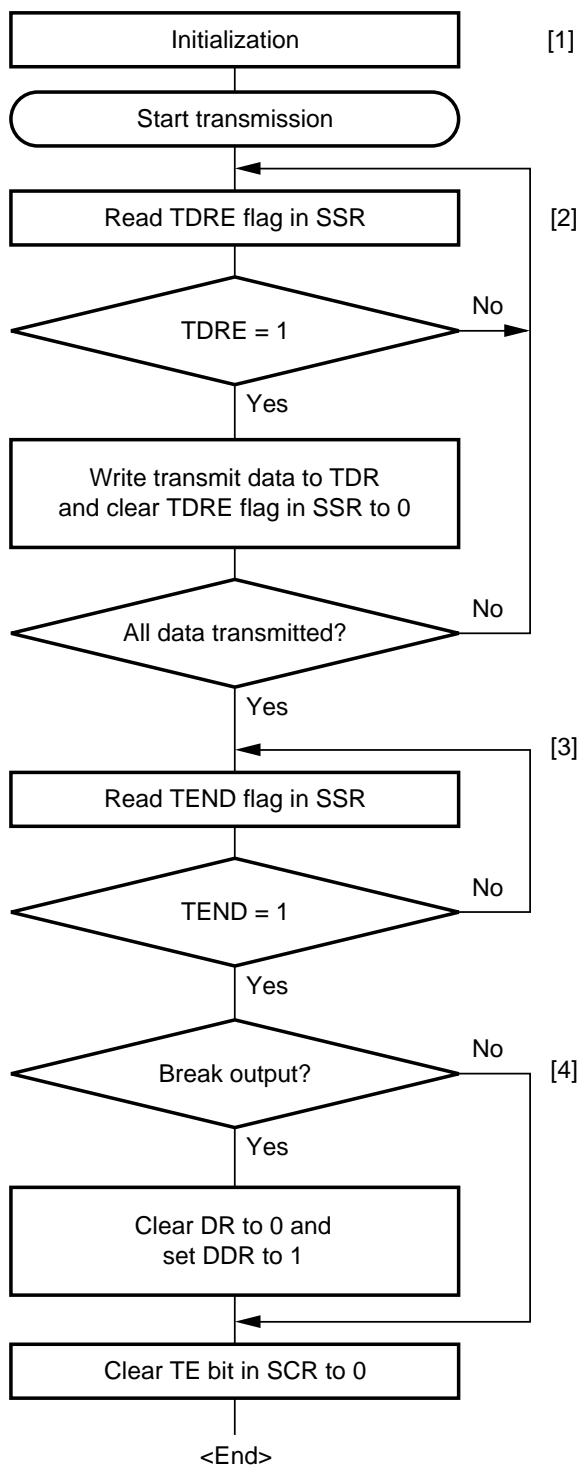 Initialization
[1]
Start transmission
Read TDRE flag in SSR
[2]
TDRE = 1
No
Yes
Write transmit data to TDR
and clear TDRE flag in SSR to 0
All data transmitted?
No
Yes
[3]
Read TEND flag in SSR
TEND = 1
No
Yes
Break output?
No
[4]
Yes
Clear DR to 0 and
set DDR to 1
Clear TE bit in SCR to 0
<End>